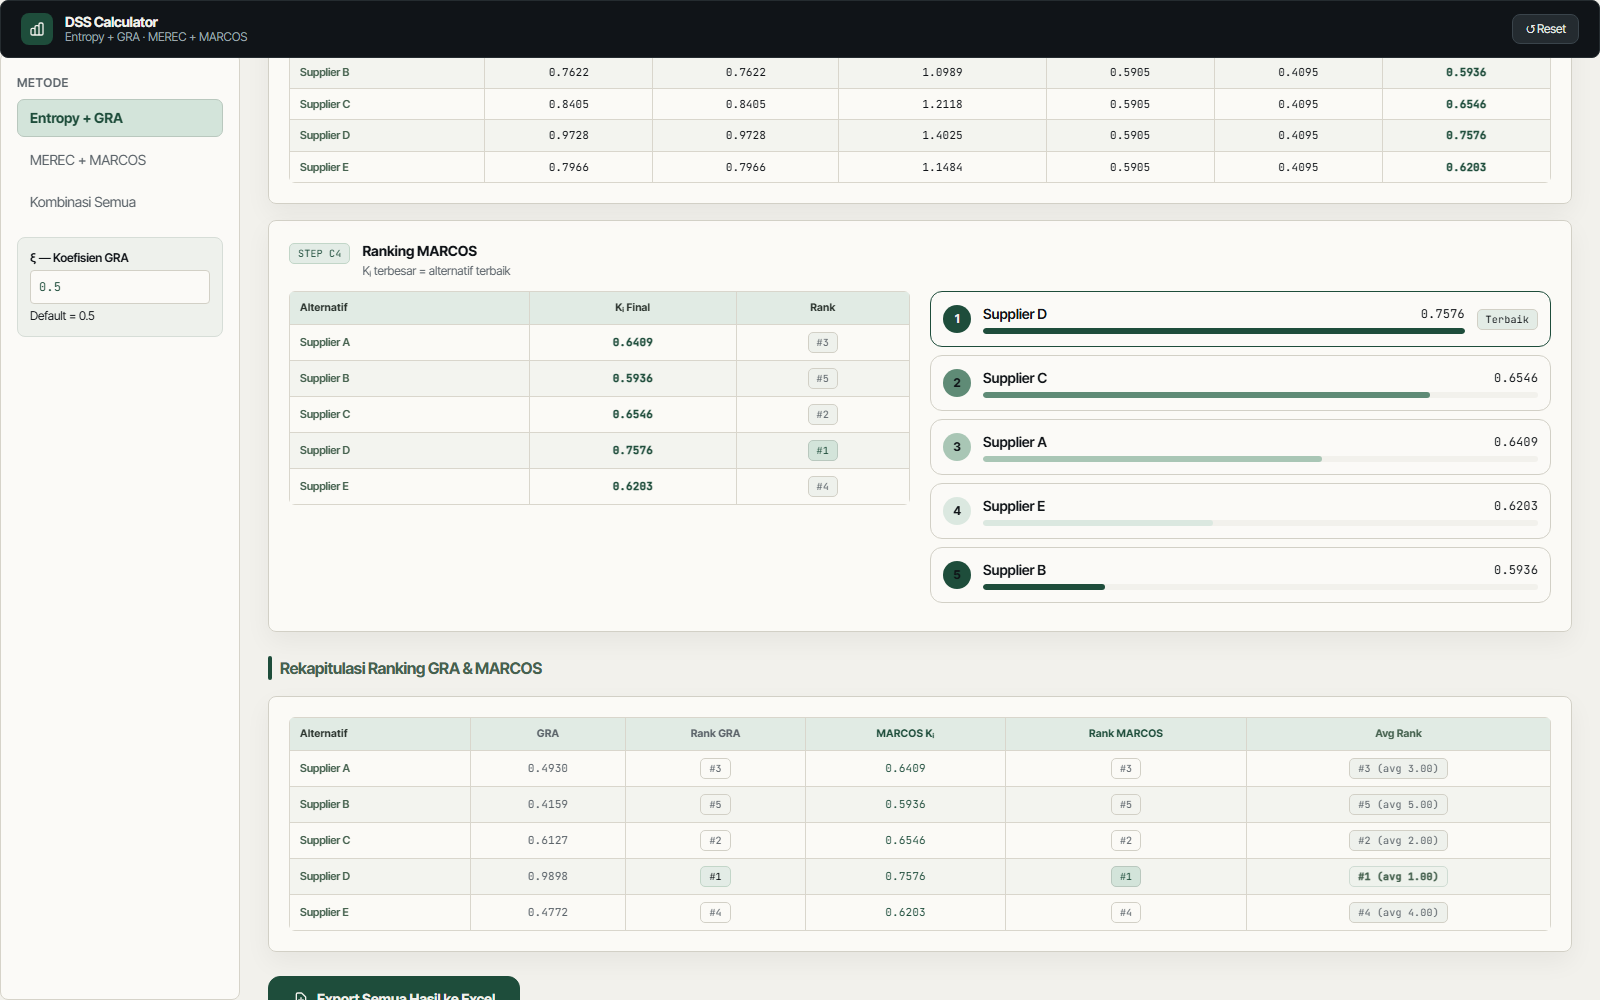 DSS Calculator
Entropy + GRA · MEREC + MARCOS
↺ Reset
METODE
Entropy + GRA
MEREC + MARCOS
Kombinasi Semua
ξ — Koefisien GRA
0.5
Default = 0.5
Supplier B 0.7622 0.7622 1.0989 0.5905 0.4095 0.5936
Supplier C 0.8405 0.8405 1.2118 0.5905 0.4095 0.6546
Supplier D 0.9728 0.9728 1.4025 0.5905 0.4095 0.7576
Supplier E 0.7966 0.7966 1.1484 0.5905 0.4095 0.6203
STEP C4 Ranking MARCOS
Kᵢ terbesar = alternatif terbaik
Alternatif Kᵢ Final Rank
Supplier A 0.6409 #3
Supplier B 0.5936 #5
Supplier C 0.6546 #2
Supplier D 0.7576 #1
Supplier E 0.6203 #4
1 Supplier D 0.7576 Terbaik
2 Supplier C 0.6546
3 Supplier A 0.6409
4 Supplier E 0.6203
5 Supplier B 0.5936
Rekapitulasi Ranking GRA & MARCOS
Alternatif GRA Rank GRA MARCOS Kᵢ Rank MARCOS Avg Rank
Supplier A 0.4930 #3 0.6409 #3 #3 (avg 3.00)
Supplier B 0.4159 #5 0.5936 #5 #5 (avg 5.00)
Supplier C 0.6127 #2 0.6546 #2 #2 (avg 2.00)
Supplier D 0.9898 #1 0.7576 #1 #1 (avg 1.00)
Supplier E 0.4772 #4 0.6203 #4 #4 (avg 4.00)
Export Semua Hasil ke Excel